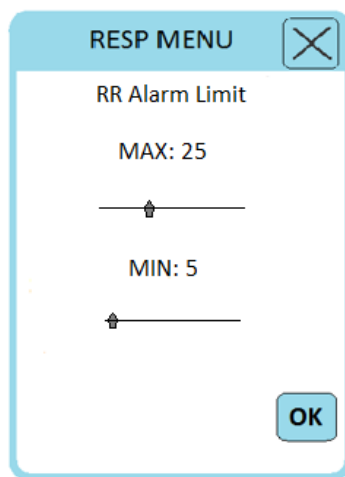 RESP MENU
RR Alarm Limit
MAX: 25
MIN: 5
OK